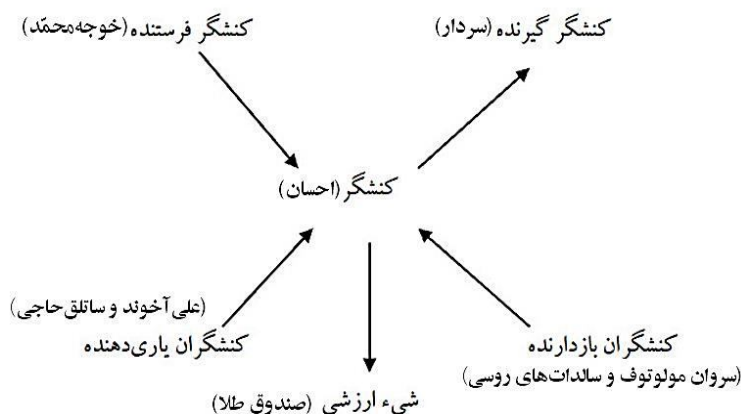 کنشگر گیرنده (سردار)
کنشگر فرستنده (خوجه‌محمّد)
کنشگر (احسان)
(علی آخوند و ساتلق‌حاجی)
کنشگران بازدارنده
کنشگران یاری‌دهنده
(سروان مولوتوف و سالدات‌های روسی)
شیء ارزشی (صندوق طلا)